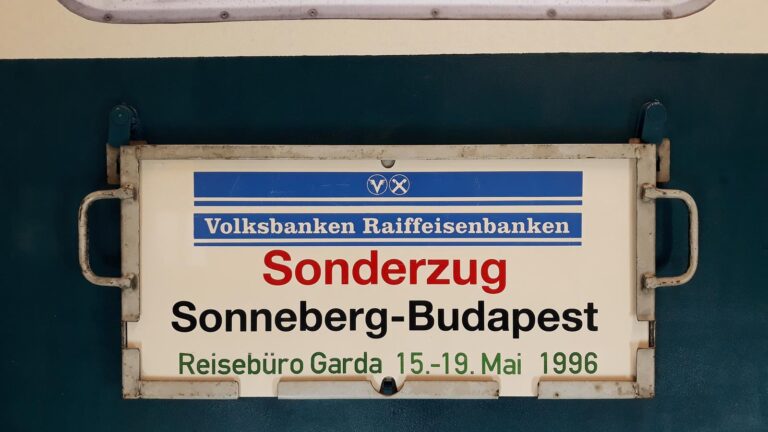 Volksbanken Raiffeisenbanken
Sonderzug
Sonneberg-Budapest
Reisebüro Garda 15.-19. Mai 1996